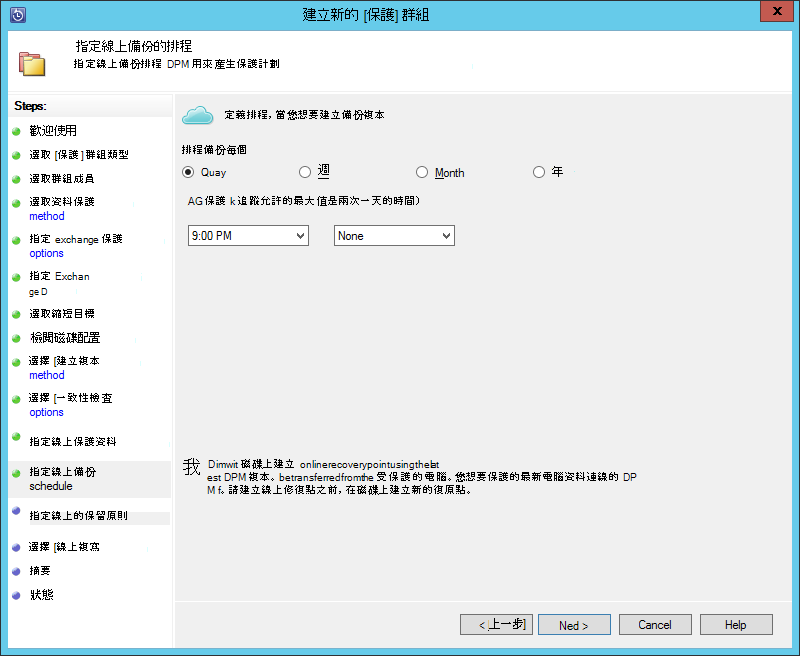 建立新的 [保護] 群組
x
指定線上備份的排程
指定線上備份排程 DPM 用來產生保護計劃
Steps:
歡迎使用
選取 [保護] 群組類型
選取群組成員
選取資料保護
method
指定 exchange 保護
options
指定 Exchan
ge D
選取縮短目標
檢閱磁碟配置
選擇 [建立複本
method
選擇 [一致性檢查
options
指定線上保護資料
指定線上備份
schedule
指定線上的保留原則
選擇 [線上複寫
摘要
狀態
定義排程，當您想要建立備份複本
排程備份每個
Quay
週
Month
年
AG保護 k 追蹤允許的最大值是兩次一天的時間）
9:00 PM
None
我 Dimwit 磁碟上建立 onlinerecoverypointusingthelat
est DPM 複本。betransferredfromthe 受保護的電腦。您想要保護的最新電腦資料連線的 DP
M f。請建立線上修復點之前，在磁碟上建立新的復原點。
< [上一步]
Ned >
Cancel
Help